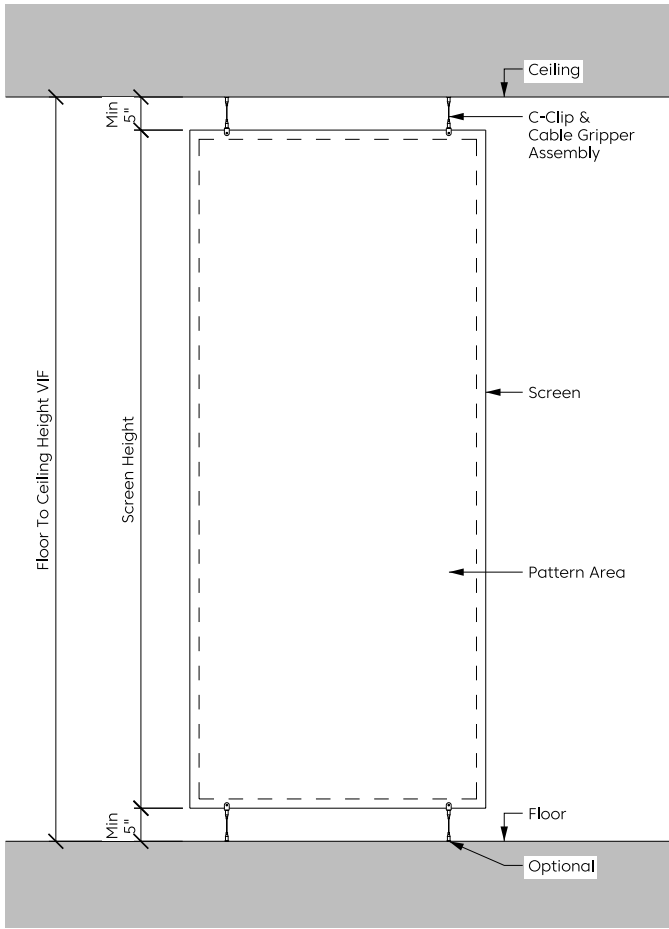 Ceiling
Min
5"
C-Clip &
Cable Gripper
Assembly
Floor To Ceiling Height VIF
Screen Height
Screen
Pattern Area
Min
5"
Floor
Optional